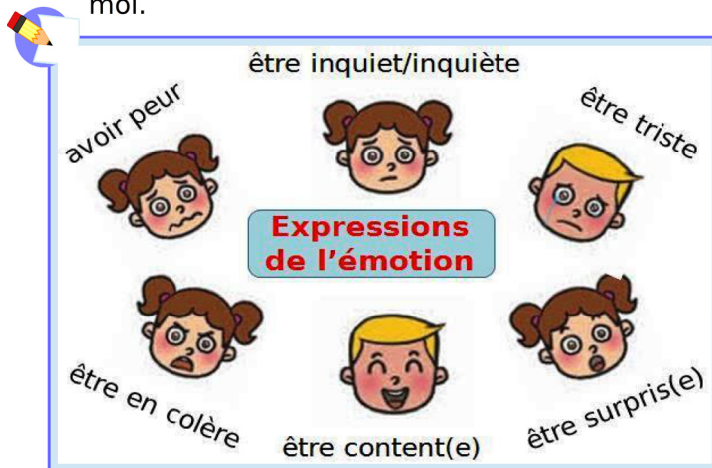 moi.
être inquiet/inquiète
avoir peur
être triste
Expressions
de l’émotion
être en colère
être surpris(e)
être content(e)